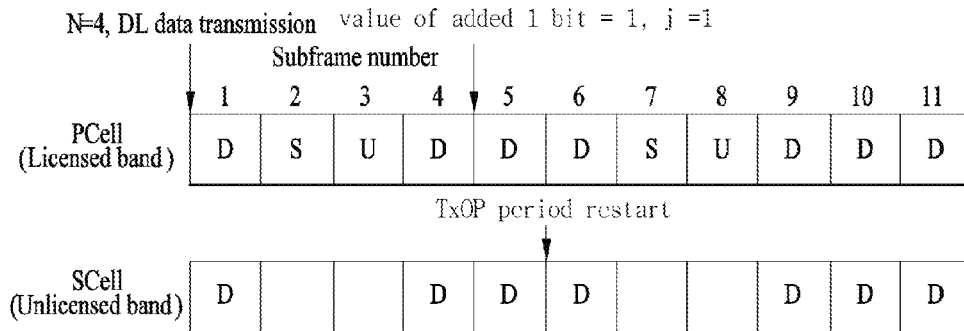 N=4, DL data transmission value of added 1 bit = 1, j =1
Subframe number
1 2 3 4 5 6 7 8 9 10 11
PCell
(Licensed band)
D S U D D D S U D D D
TxOP period restart
SCell
(Unlicensed band)
D D D D D D D